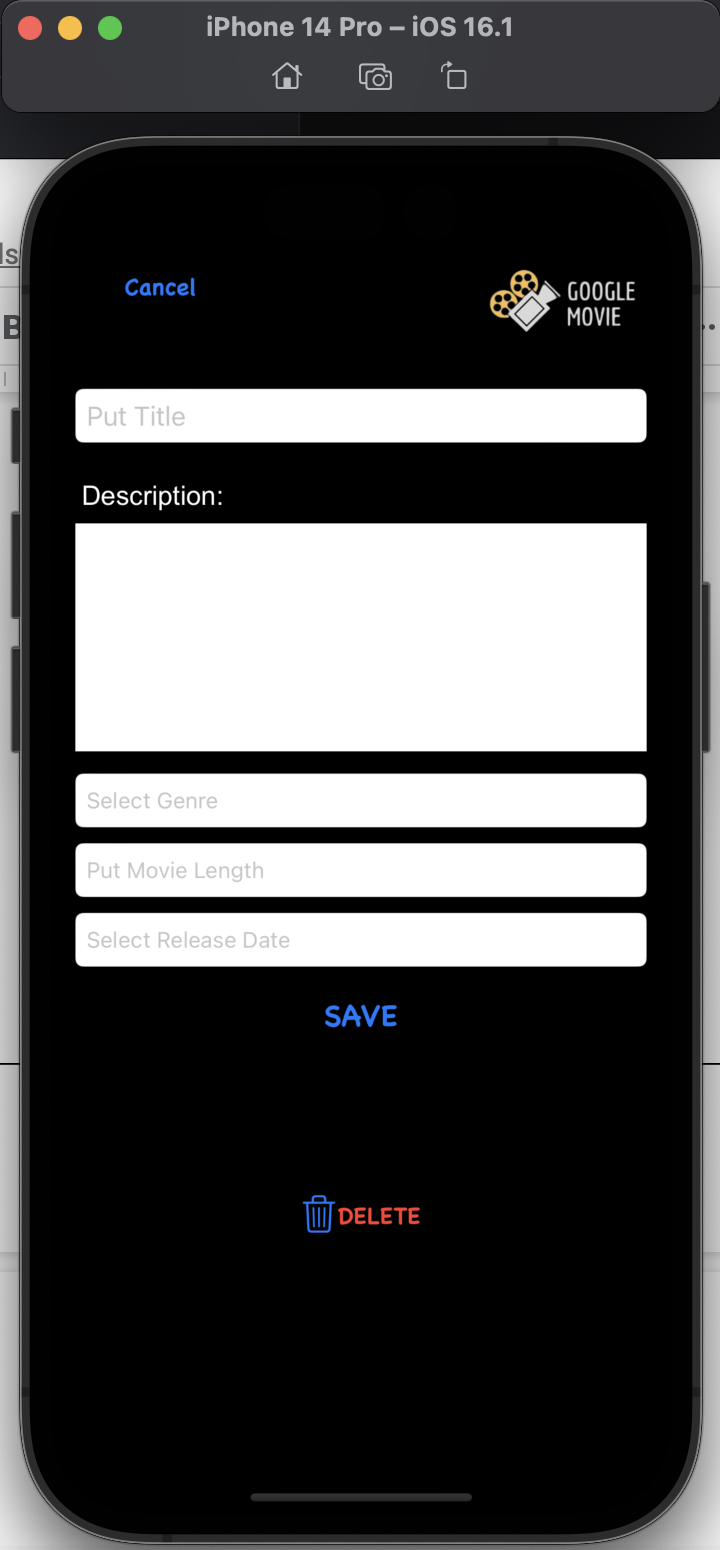 iPhone 14 Pro – iOS 16.1
ls
B
Cancel
GOOGLE
MOVIE
Put Title
Description:
Select Genre
Put Movie Length
Select Release Date
SAVE
DELETE